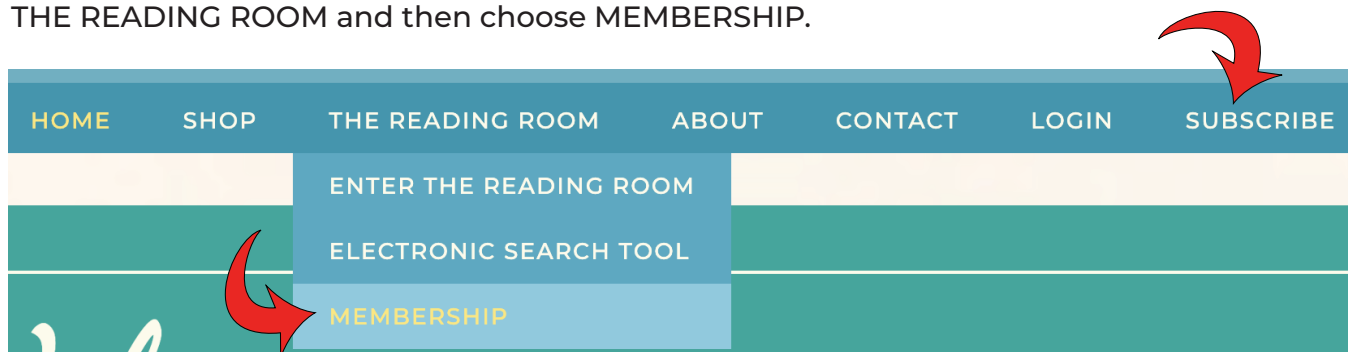 THE READING ROOM and then choose MEMBERSHIP.
HOME SHOP THE READING ROOM ABOUT CONTACT LOGIN SUBSCRIBE
ENTER THE READING ROOM
ELECTRONIC SEARCH TOOL
MEMBERSHIP